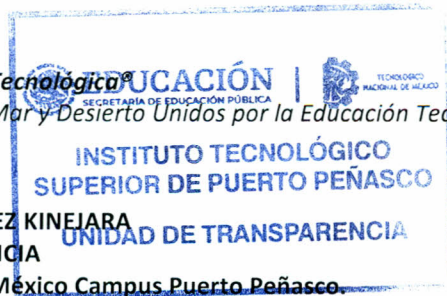 Tecnológica®
EDUCACIÓN
SECRETARÍA DE EDUCACIÓN PÚBLICA
TECNOLÓGICO
NACIONAL DE MÉXICO
Mar y Desierto Unidos por la Educación Tec
INSTITUTO TECNOLÓGICO
SUPERIOR DE PUERTO PEÑASCO
EZ KINEJARA
UNIDAD DE TRANSPARENCIA
NCIA
México Campus Puerto Peñasco.